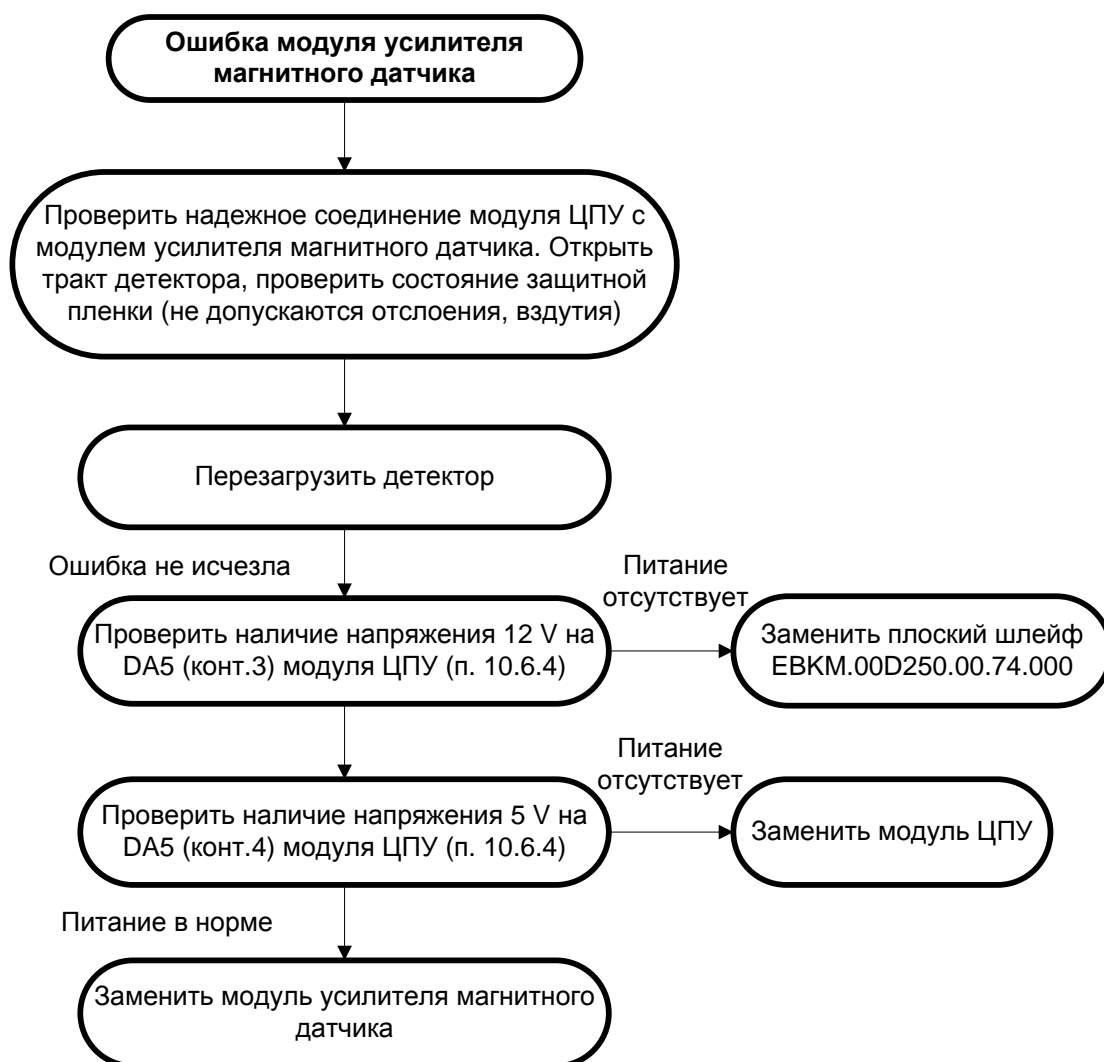 Ошибка модуля усилителя
магнитного датчика
Проверить надежное соединение модуля ЦПУ с
модулем усилителя магнитного датчика. Открыть
тракт детектора, проверить состояние защитной
пленки (не допускаются отслоения, вздутия)
Перезагрузить детектор
Ошибка не исчезла
Питание
отсутствует
Проверить наличие напряжения 12 V на
DA5 (конт.3) модуля ЦПУ (п. 10.6.4)
Заменить плоский шлейф
EBKM.00D250.00.74.000
Питание
отсутствует
Проверить наличие напряжения 5 V на
DA5 (конт.4) модуля ЦПУ (п. 10.6.4)
Заменить модуль ЦПУ
Питание в норме
Заменить модуль усилителя магнитного
датчика